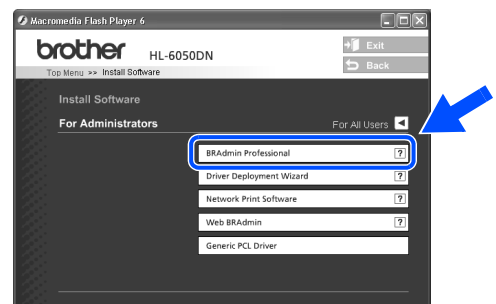 Macromedia Flash Player 6
brother HL-6050DN
Exit
Back
Top Menu >> Install Software
Install Software
For Administrators For All Users
BRAdmin Professional ?
Driver Deployment Wizard ?
Network Print Software ?
Web BRAdmin ?
Generic PCL Driver